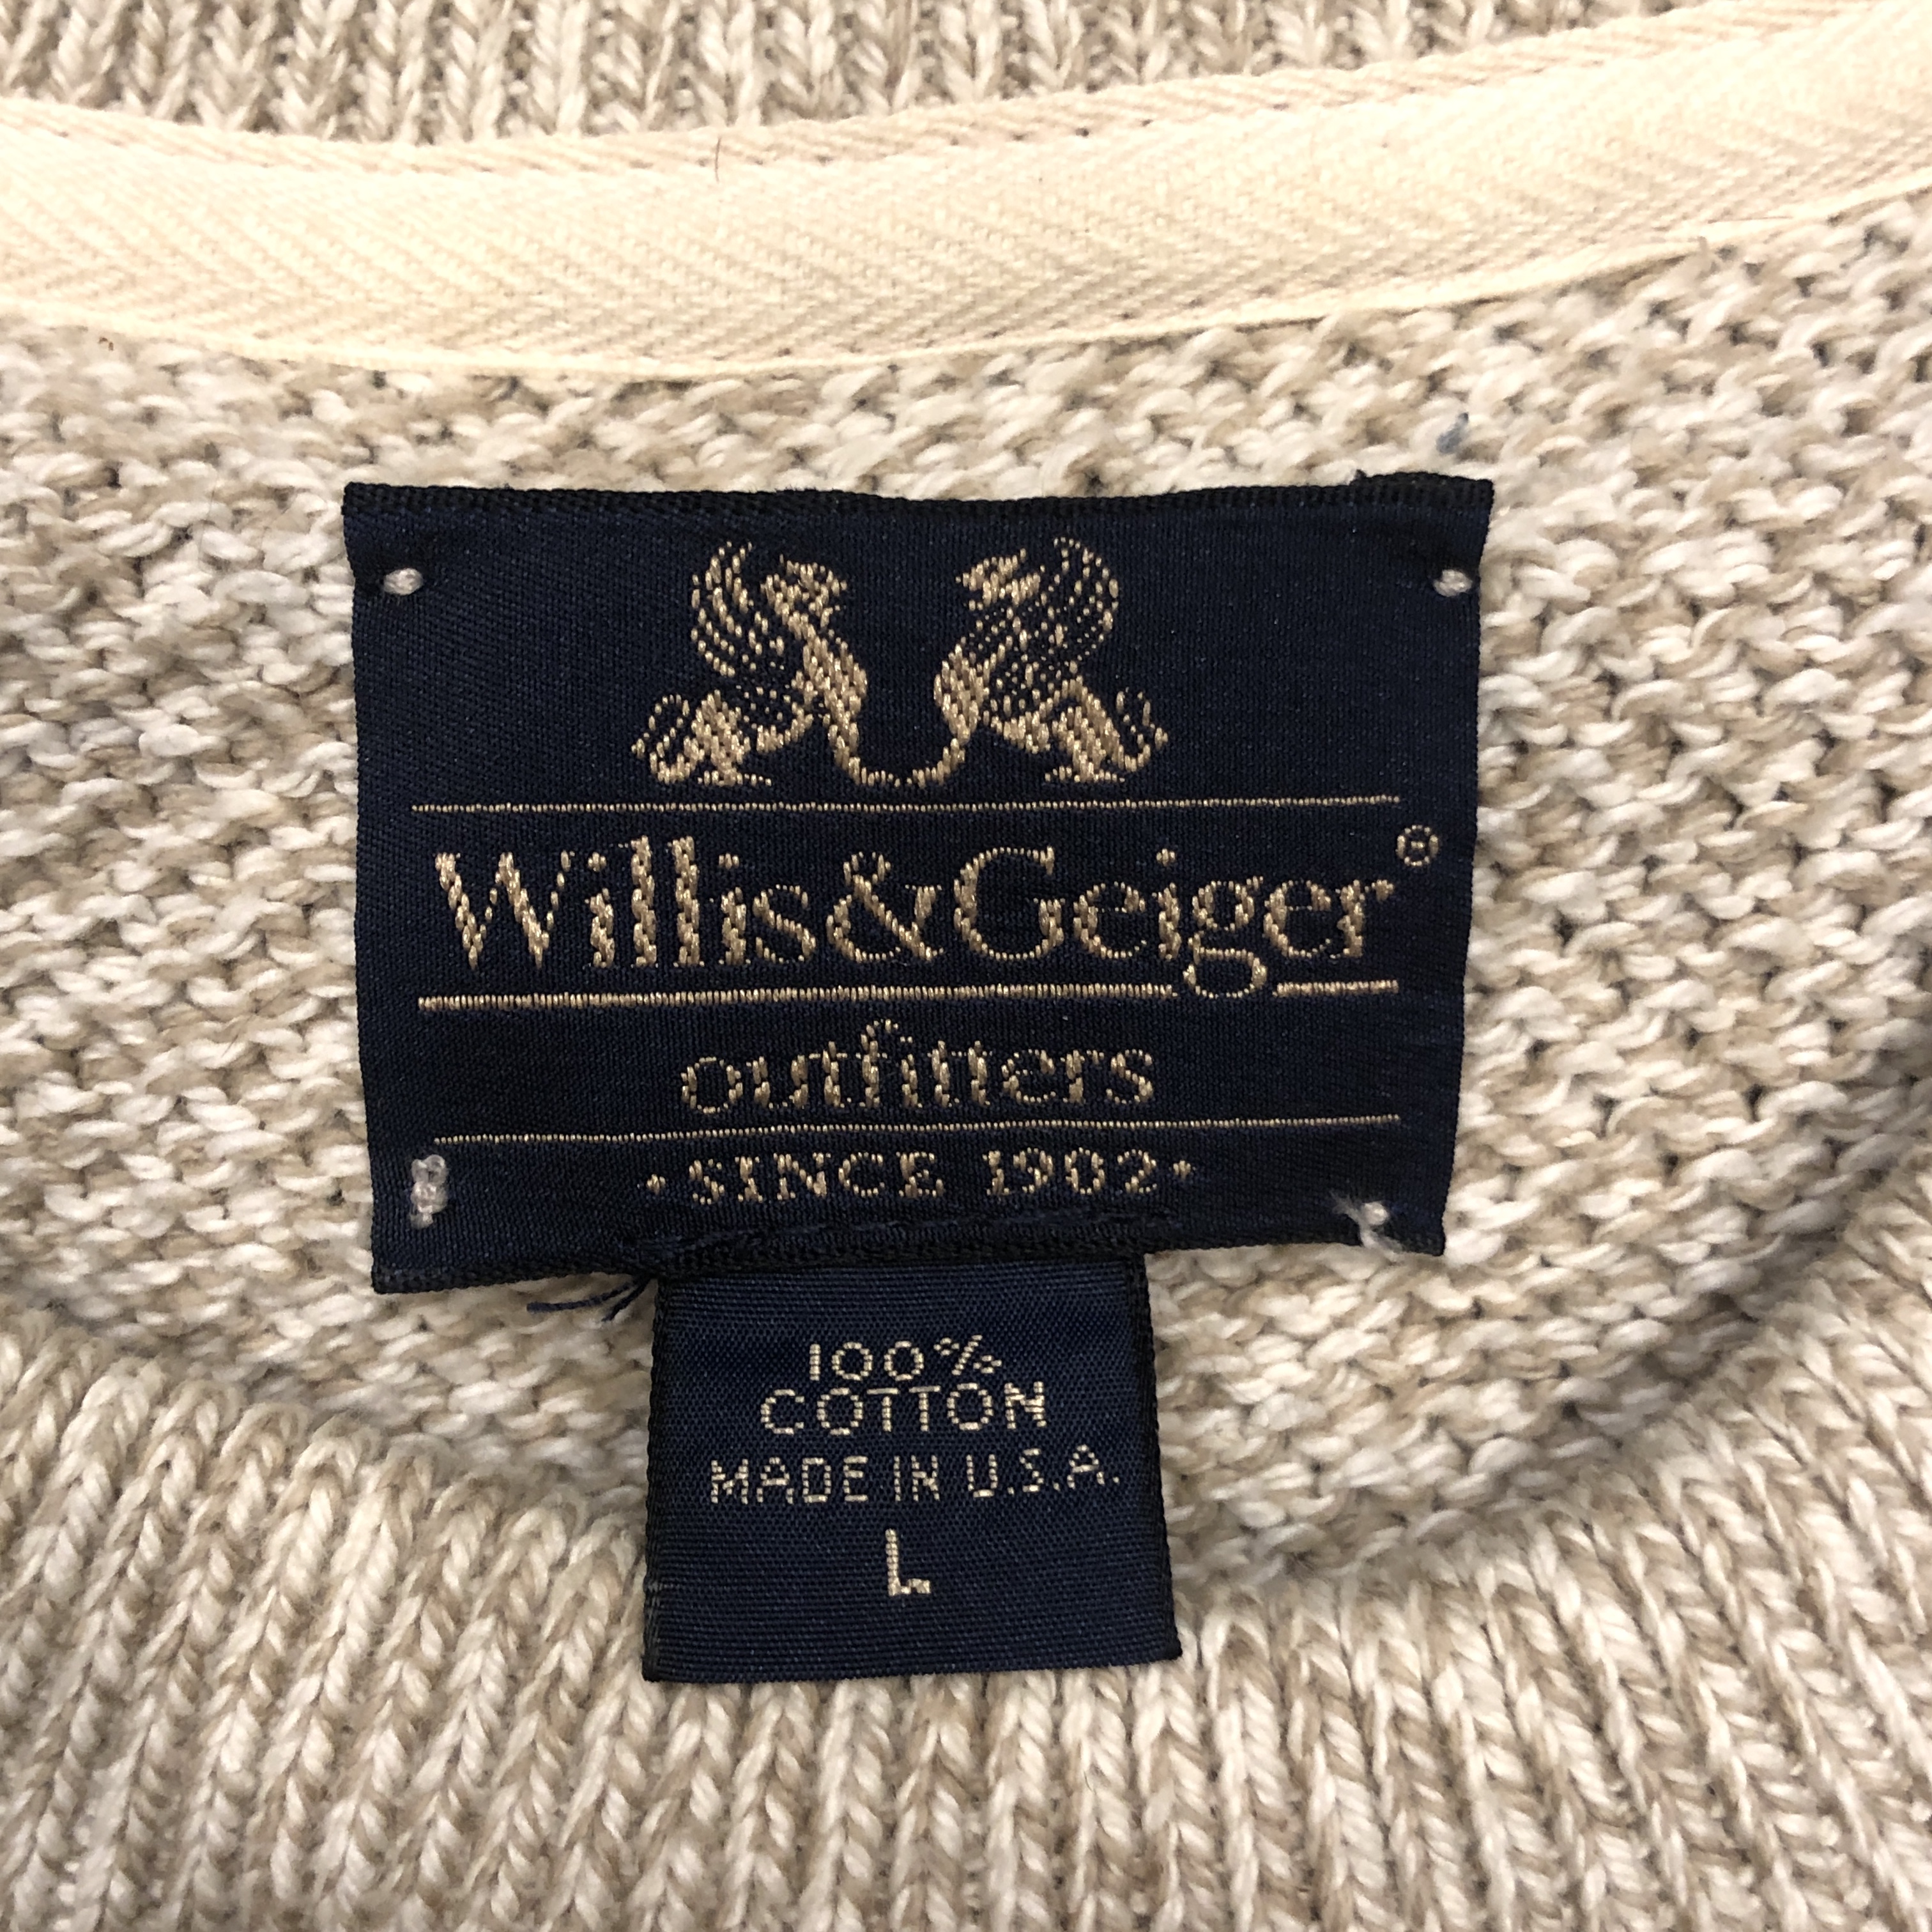 Willis&Geiger®
outfitters
·SINCE 1902·
100%
COTTON
MADE IN U.S.A.
L